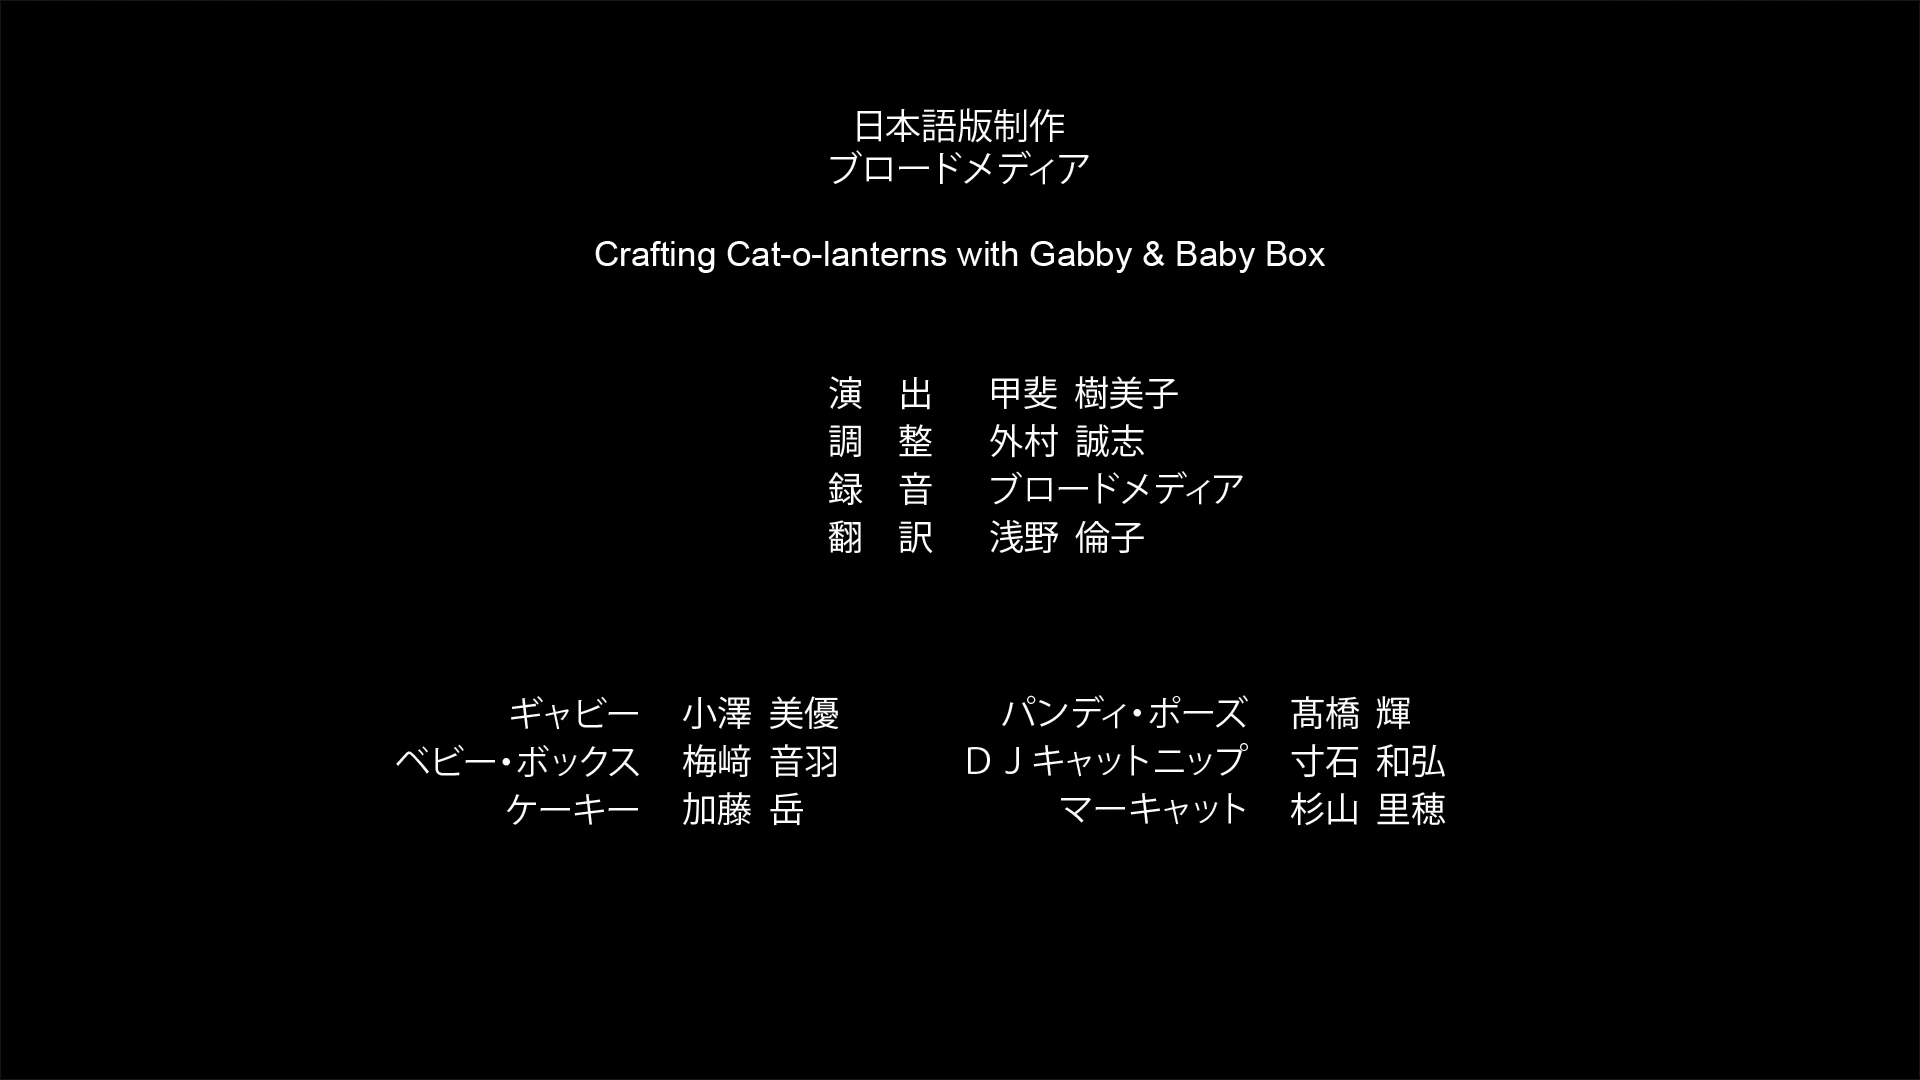 日本語版制作
ブロードメディア
Crafting Cat-o-lanterns with Gabby & Baby Box
演 出 甲斐 樹美子
調 整 外村 誠志
録 音 ブロードメディア
翻 訳 浅野 倫子
ギャビー 小澤 美優 パンディ・ポーズ 髙橋 輝
ベビー・ボックス 梅﨑 音羽 ＤＪキャットニップ 寸石 和弘
ケーキー 加藤 岳 マーキャット 杉山 里穂